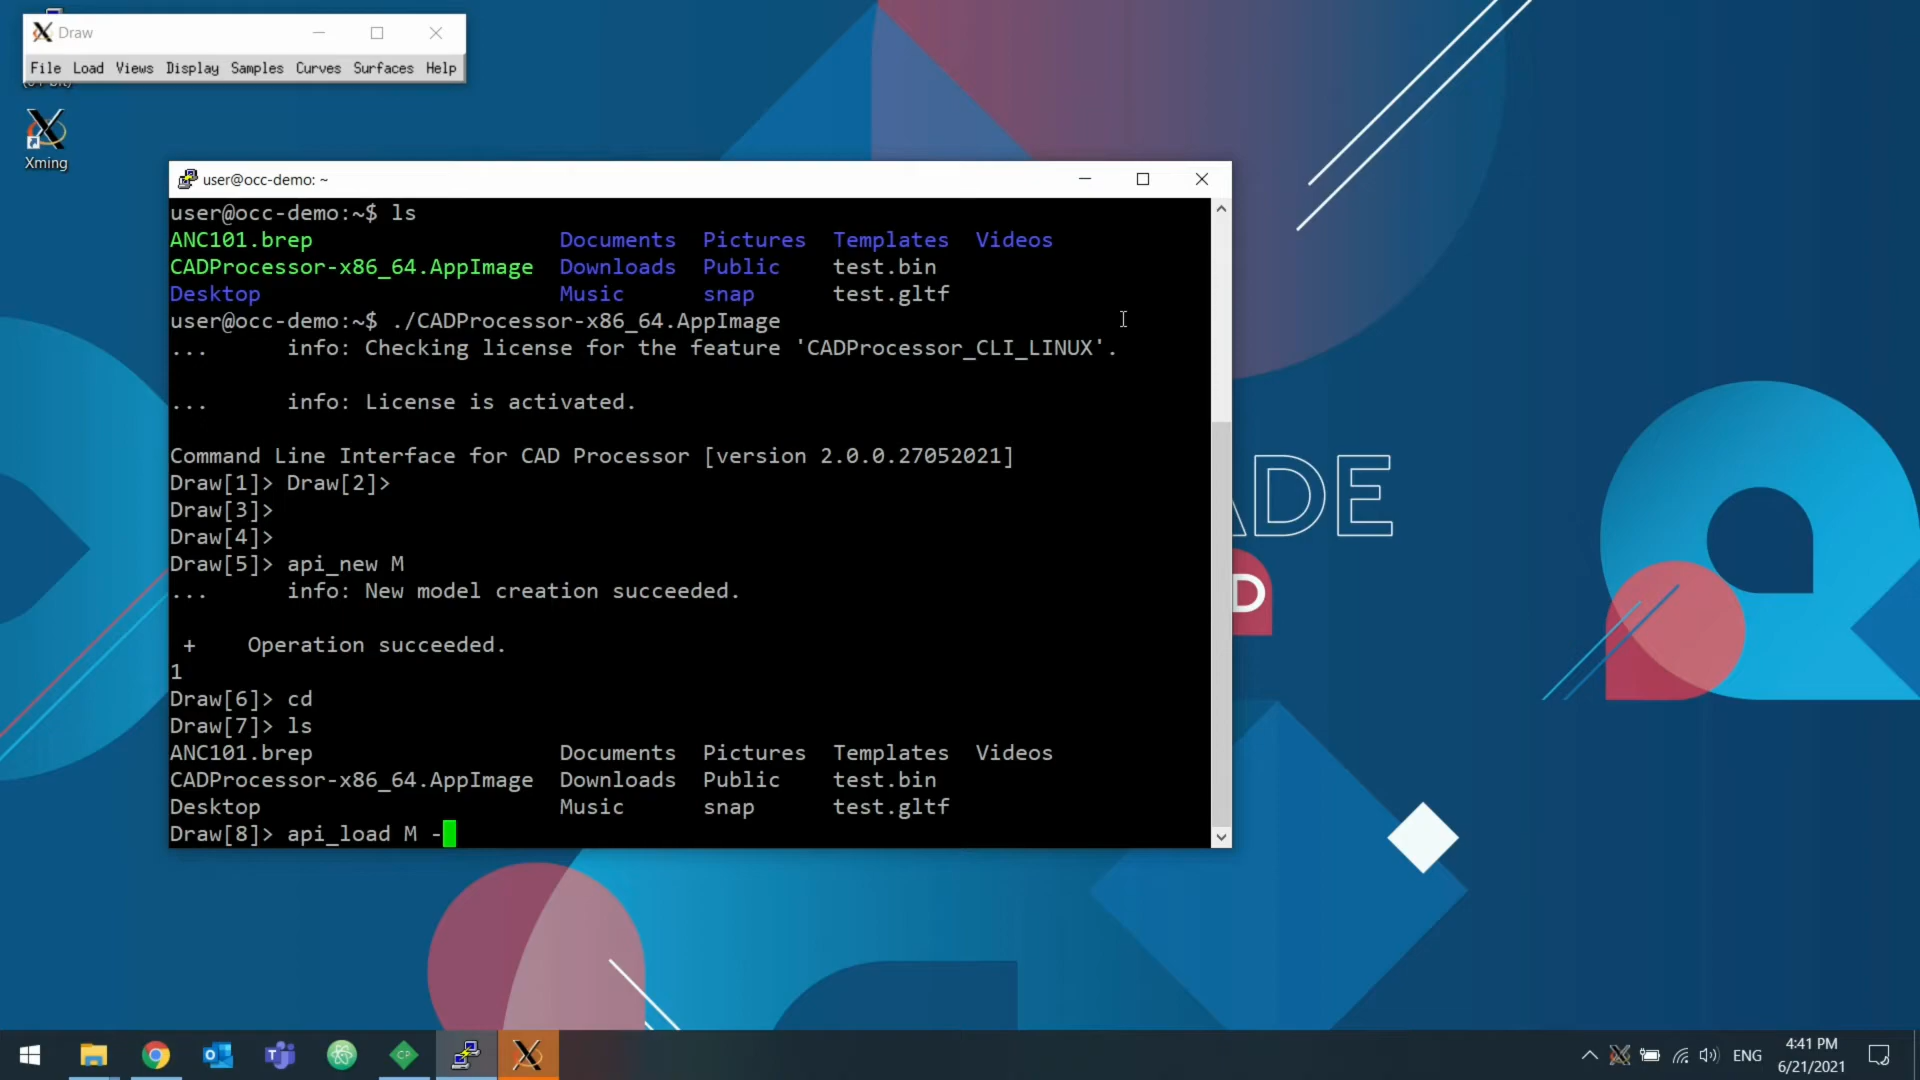 Draw
File Load Views Display Samples Curves Surfaces Help
Xming
user@occ-demo: ~
user@occ-demo:~$ ls
ANC101.brep Documents Pictures Templates Videos
CADProcessor-x86_64.AppImage Downloads Public test.bin
Desktop Music snap test.gltf
user@occ-demo:~$ ./CADProcessor-x86_64.AppImage
... info: Checking license for the feature 'CADProcessor_CLI_LINUX'.
... info: License is activated.
Command Line Interface for CAD Processor [version 2.0.0.27052021]
Draw[1]> Draw[2]>
Draw[3]>
Draw[4]>
Draw[5]> api_new M
... info: New model creation succeeded.
+ Operation succeeded.
1
Draw[6]> cd
Draw[7]> ls
ANC101.brep Documents Pictures Templates Videos
CADProcessor-x86_64.AppImage Downloads Public test.bin
Desktop Music snap test.gltf
Draw[8]> api_load M -
DE
D
CP
ENG
4:41 PM
6/21/2021